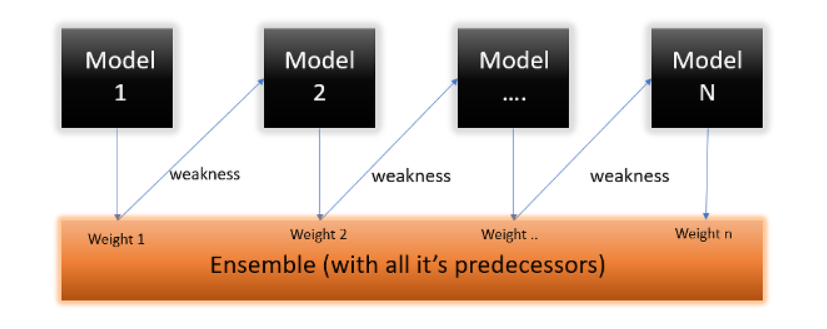 Model
1
Model
2
Model
....
Model
N
weakness
weakness
weakness
Weight 1
Weight 2
Weight ..
Weight n
Ensemble (with all it's predecessors)